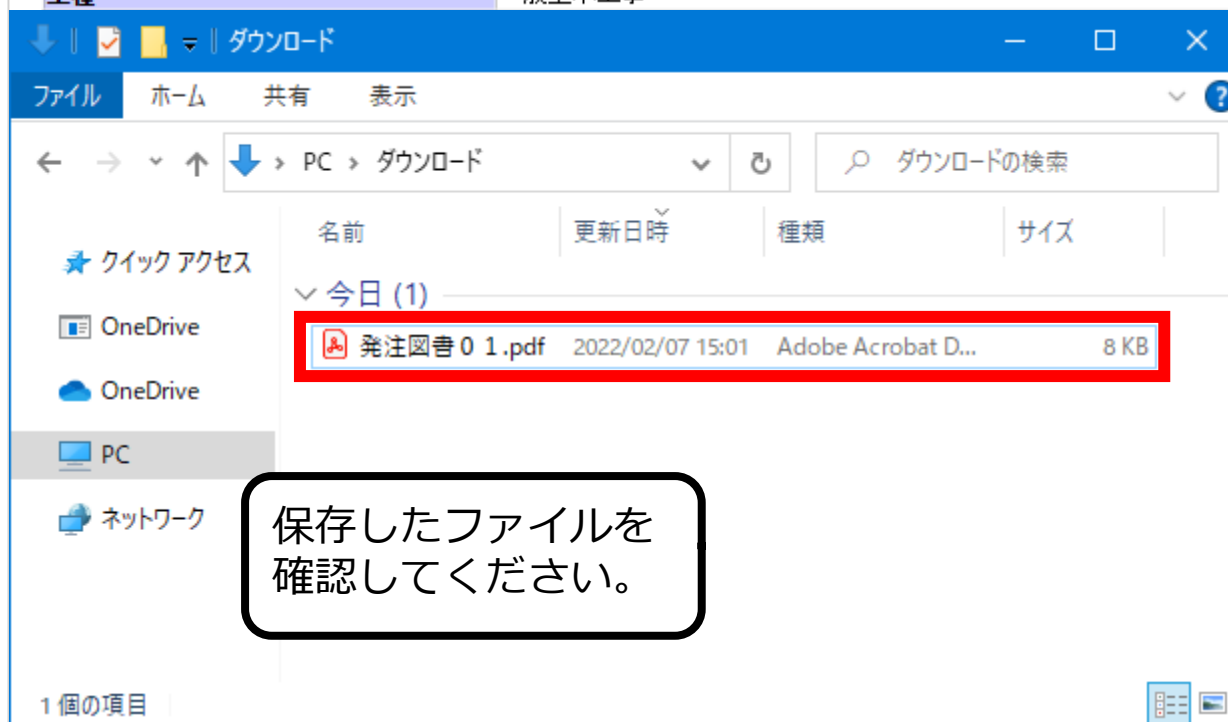 ダウンロード
ファイル ホーム 共有 表示
PC › ダウンロード ダウンロードの検索
名前 更新日時 種類 サイズ
クイック アクセス
今日 (1)
OneDrive
発注図書０１.pdf 2022/02/07 15:01 Adobe Acrobat D... 8 KB
OneDrive
PC
ネットワーク
保存したファイルを
確認してください。
1 個の項目